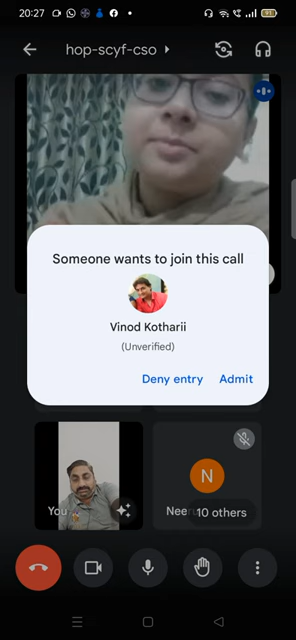 20:27
hop-scyf-cso
Someone wants to join this call
Vinod Kotharii
(Unverified)
Deny entry
Admit
You
N
10 others